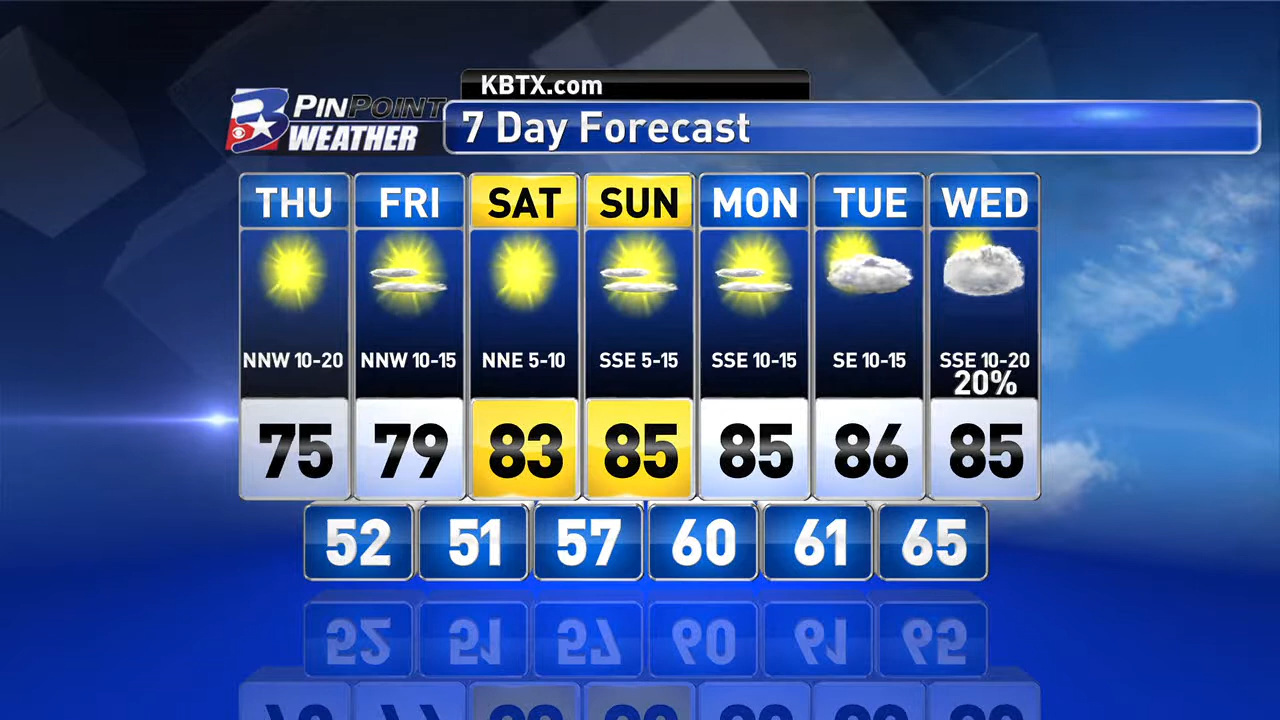 KBTX.com
3 PINPOINT
WEATHER
7 Day Forecast
THU FRI SAT SUN MON TUE WED
NNW 10-20 NNW 10-15 NNE 5-10 SSE 5-15 SSE 10-15 SE 10-15 SSE 10-20
20%
75 79 83 85 85 86 85
52 51 57 60 61 65